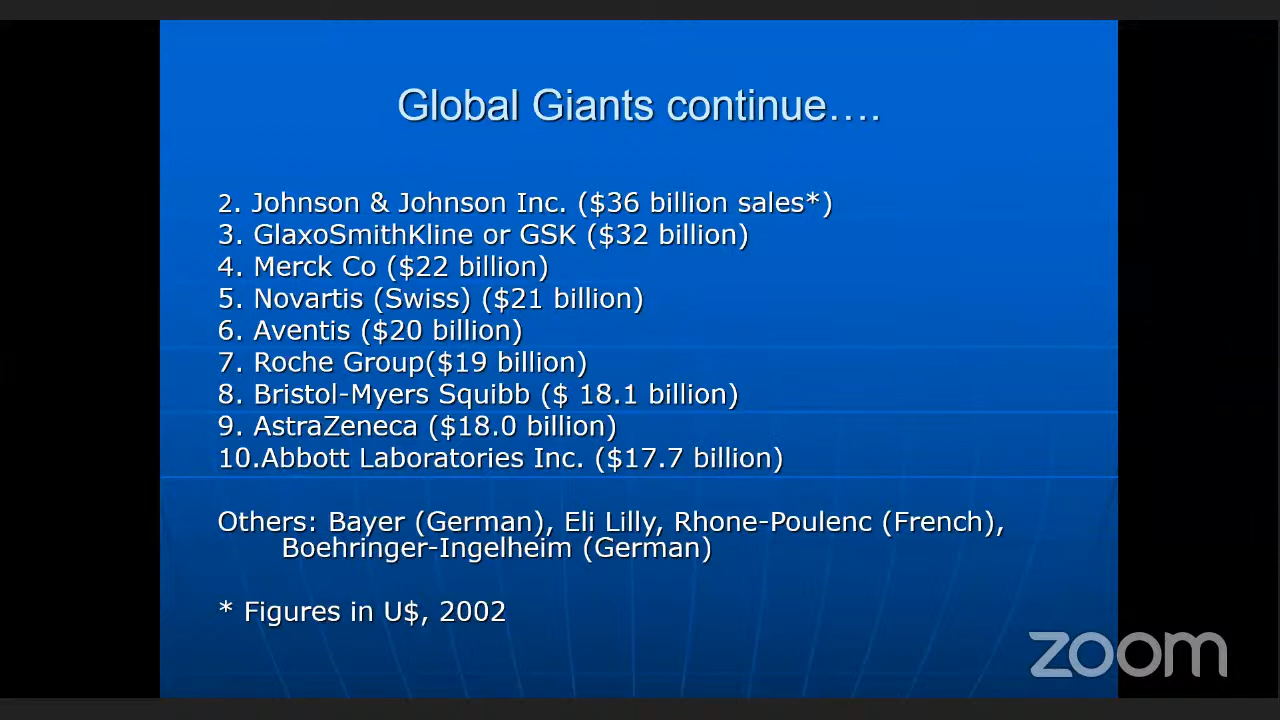 Global Giants continue....
2. Johnson & Johnson Inc. ($36 billion sales*)
3. GlaxoSmithKline or GSK ($32 billion)
4. Merck Co ($22 billion)
5. Novartis (Swiss) ($21 billion)
6. Aventis ($20 billion)
7. Roche Group($19 billion)
8. Bristol-Myers Squibb ($ 18.1 billion)
9. AstraZeneca ($18.0 billion)
10.Abbott Laboratories Inc. ($17.7 billion)
Others: Bayer (German), Eli Lilly, Rhone-Poulenc (French),
Boehringer-Ingelheim (German)
* Figures in U$, 2002
zoom